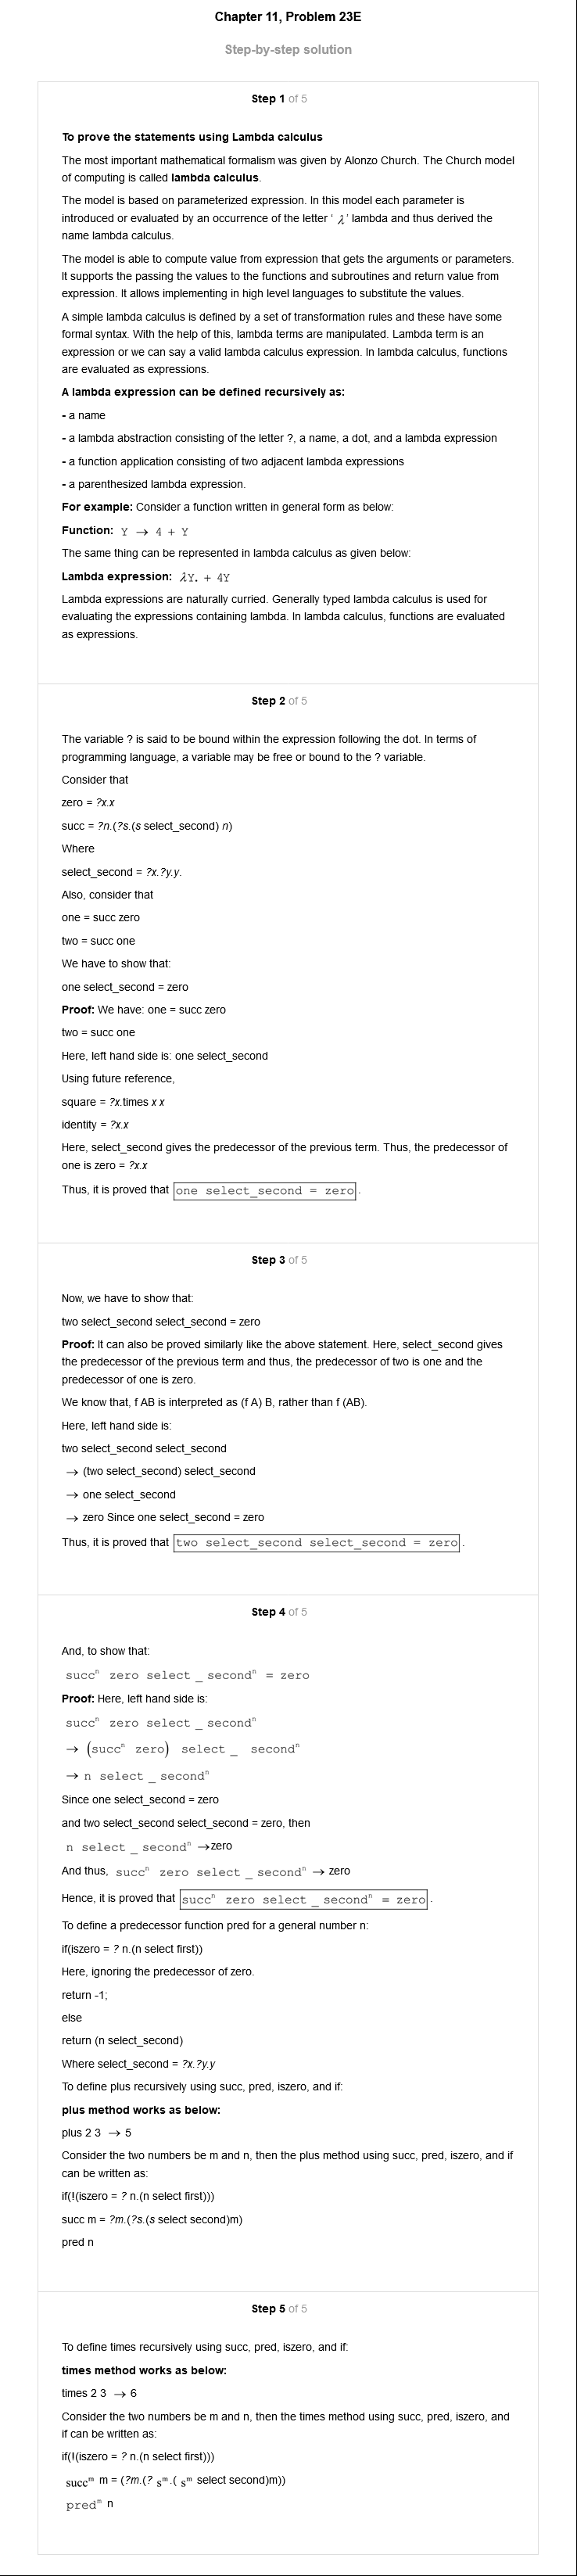 Chapter 11, Problem 23E
Step-by-step solution
Step 1 of 5
To prove the statements using Lambda calculus
The most important mathematical formalism was given by Alonzo Church. The Church model
of computing is called lambda calculus.
The model is based on parameterized expression. In this model each parameter is
introduced or evaluated by an occurrence of the letter ‘ λ’ lambda and thus derived the
name lambda calculus.
The model is able to compute value from expression that gets the arguments or parameters.
It supports the passing the values to the functions and subroutines and return value from
expression. It allows implementing in high level languages to substitute the values.
A simple lambda calculus is defined by a set of transformation rules and these have some
formal syntax. With the help of this, lambda terms are manipulated. Lambda term is an
expression or we can say a valid lambda calculus expression. In lambda calculus, functions
are evaluated as expressions.
A lambda expression can be defined recursively as:
- a name
- a lambda abstraction consisting of the letter ?, a name, a dot, and a lambda expression
- a function application consisting of two adjacent lambda expressions
- a parenthesized lambda expression.
For example: Consider a function written in general form as below:
Function: Y → 4 + Y
The same thing can be represented in lambda calculus as given below:
Lambda expression: λY. + 4Y
Lambda expressions are naturally curried. Generally typed lambda calculus is used for
evaluating the expressions containing lambda. In lambda calculus, functions are evaluated
as expressions.
Step 2 of 5
The variable ? is said to be bound within the expression following the dot. In terms of
programming language, a variable may be free or bound to the ? variable.
Consider that
zero = ?x.x
succ = ?n.(?s.(s select_second) n)
Where
select_second = ?x.?y.y.
Also, consider that
one = succ zero
two = succ one
We have to show that:
one select_second = zero
Proof: We have: one = succ zero
two = succ one
Here, left hand side is: one select_second
Using future reference,
square = ?x.times x x
identity = ?x.x
Here, select_second gives the predecessor of the previous term. Thus, the predecessor of
one is zero = ?x.x
Thus, it is proved that one select_second = zero.
Step 3 of 5
Now, we have to show that:
two select_second select_second = zero
Proof: It can also be proved similarly like the above statement. Here, select_second gives
the predecessor of the previous term and thus, the predecessor of two is one and the
predecessor of one is zero.
We know that, f AB is interpreted as (f A) B, rather than f (AB).
Here, left hand side is:
two select_second select_second
→ (two select_second) select_second
→ one select_second
→ zero Since one select_second = zero
Thus, it is proved that two select_second select_second = zero.
Step 4 of 5
And, to show that:
succⁿ zero select _ secondⁿ = zero
Proof: Here, left hand side is:
succⁿ zero select _ secondⁿ
→ (succⁿ zero) select _ secondⁿ
→ n select _ secondⁿ
Since one select_second = zero
and two select_second select_second = zero, then
n select _ secondⁿ →zero
And thus, succⁿ zero select _ secondⁿ → zero
Hence, it is proved that succⁿ zero select _ secondⁿ = zero.
To define a predecessor function pred for a general number n:
if(iszero = ? n.(n select first))
Here, ignoring the predecessor of zero.
return -1;
else
return (n select_second)
Where select_second = ?x.?y.y
To define plus recursively using succ, pred, iszero, and if:
plus method works as below:
plus 2 3 → 5
Consider the two numbers be m and n, then the plus method using succ, pred, iszero, and if
can be written as:
if(!(iszero = ? n.(n select first)))
succ m = ?m.(?s.(s select second)m)
pred n
Step 5 of 5
To define times recursively using succ, pred, iszero, and if:
times method works as below:
times 2 3 → 6
Consider the two numbers be m and n, then the times method using succ, pred, iszero, and
if can be written as:
if(!(iszero = ? n.(n select first)))
succᵐ m = (?m.(? sᵐ.( sᵐ select second)m))
predᵐ n